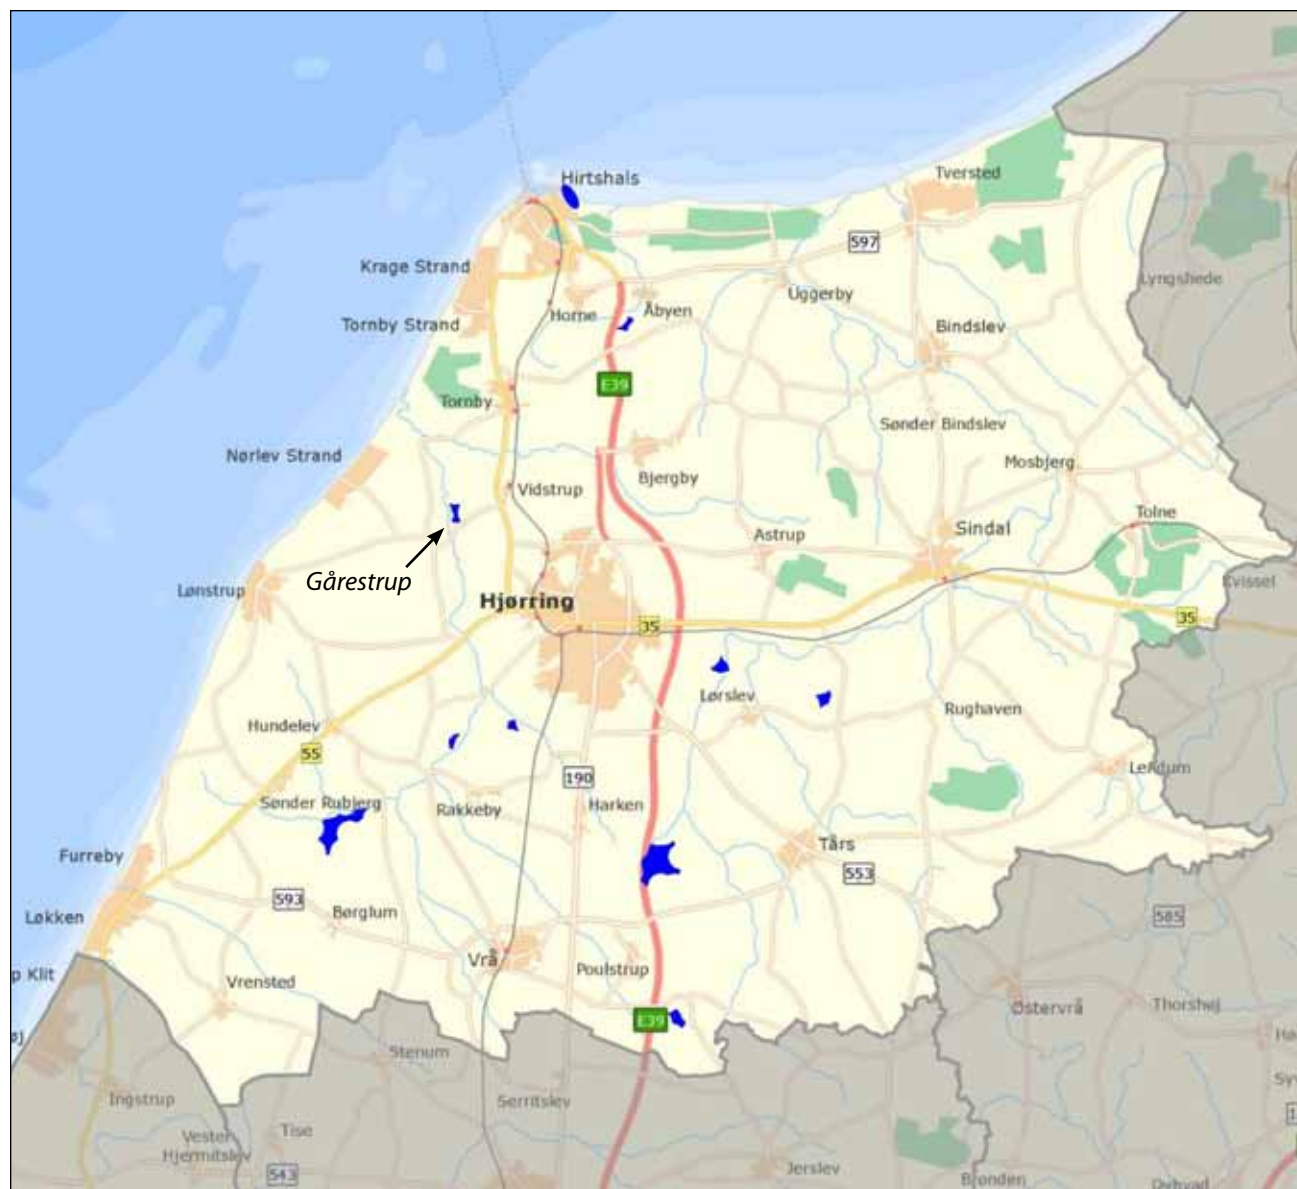 Hirtshals
Tversted
597
Krage Strand
Lyngshede
Uggerby
Horne
Åbyen
Tornby Strand
Bindslev
E39
Tornby
Sønder Bindslev
Nørlev Strand
Mosbjerg
Bjergby
Vidstrup
Tolne
Sindal
Astrup
Gårestrup
Kvissel
Lønstrup
Hjørring
35
35
Lørslev
Rughaven
Hundelev
55
190
Sønder Rubjerg
Rakkeby
Harken
Tårs
Furreby
553
593
Børglum
Løkken
585
Vrå
Poulstrup
p Klit
Vrensted
Østervrå
Thorshøj
E39
øj
Stenum
Ingstrup
Serritslev
Tise
Vester
Hjermitslev
543
Jerslev